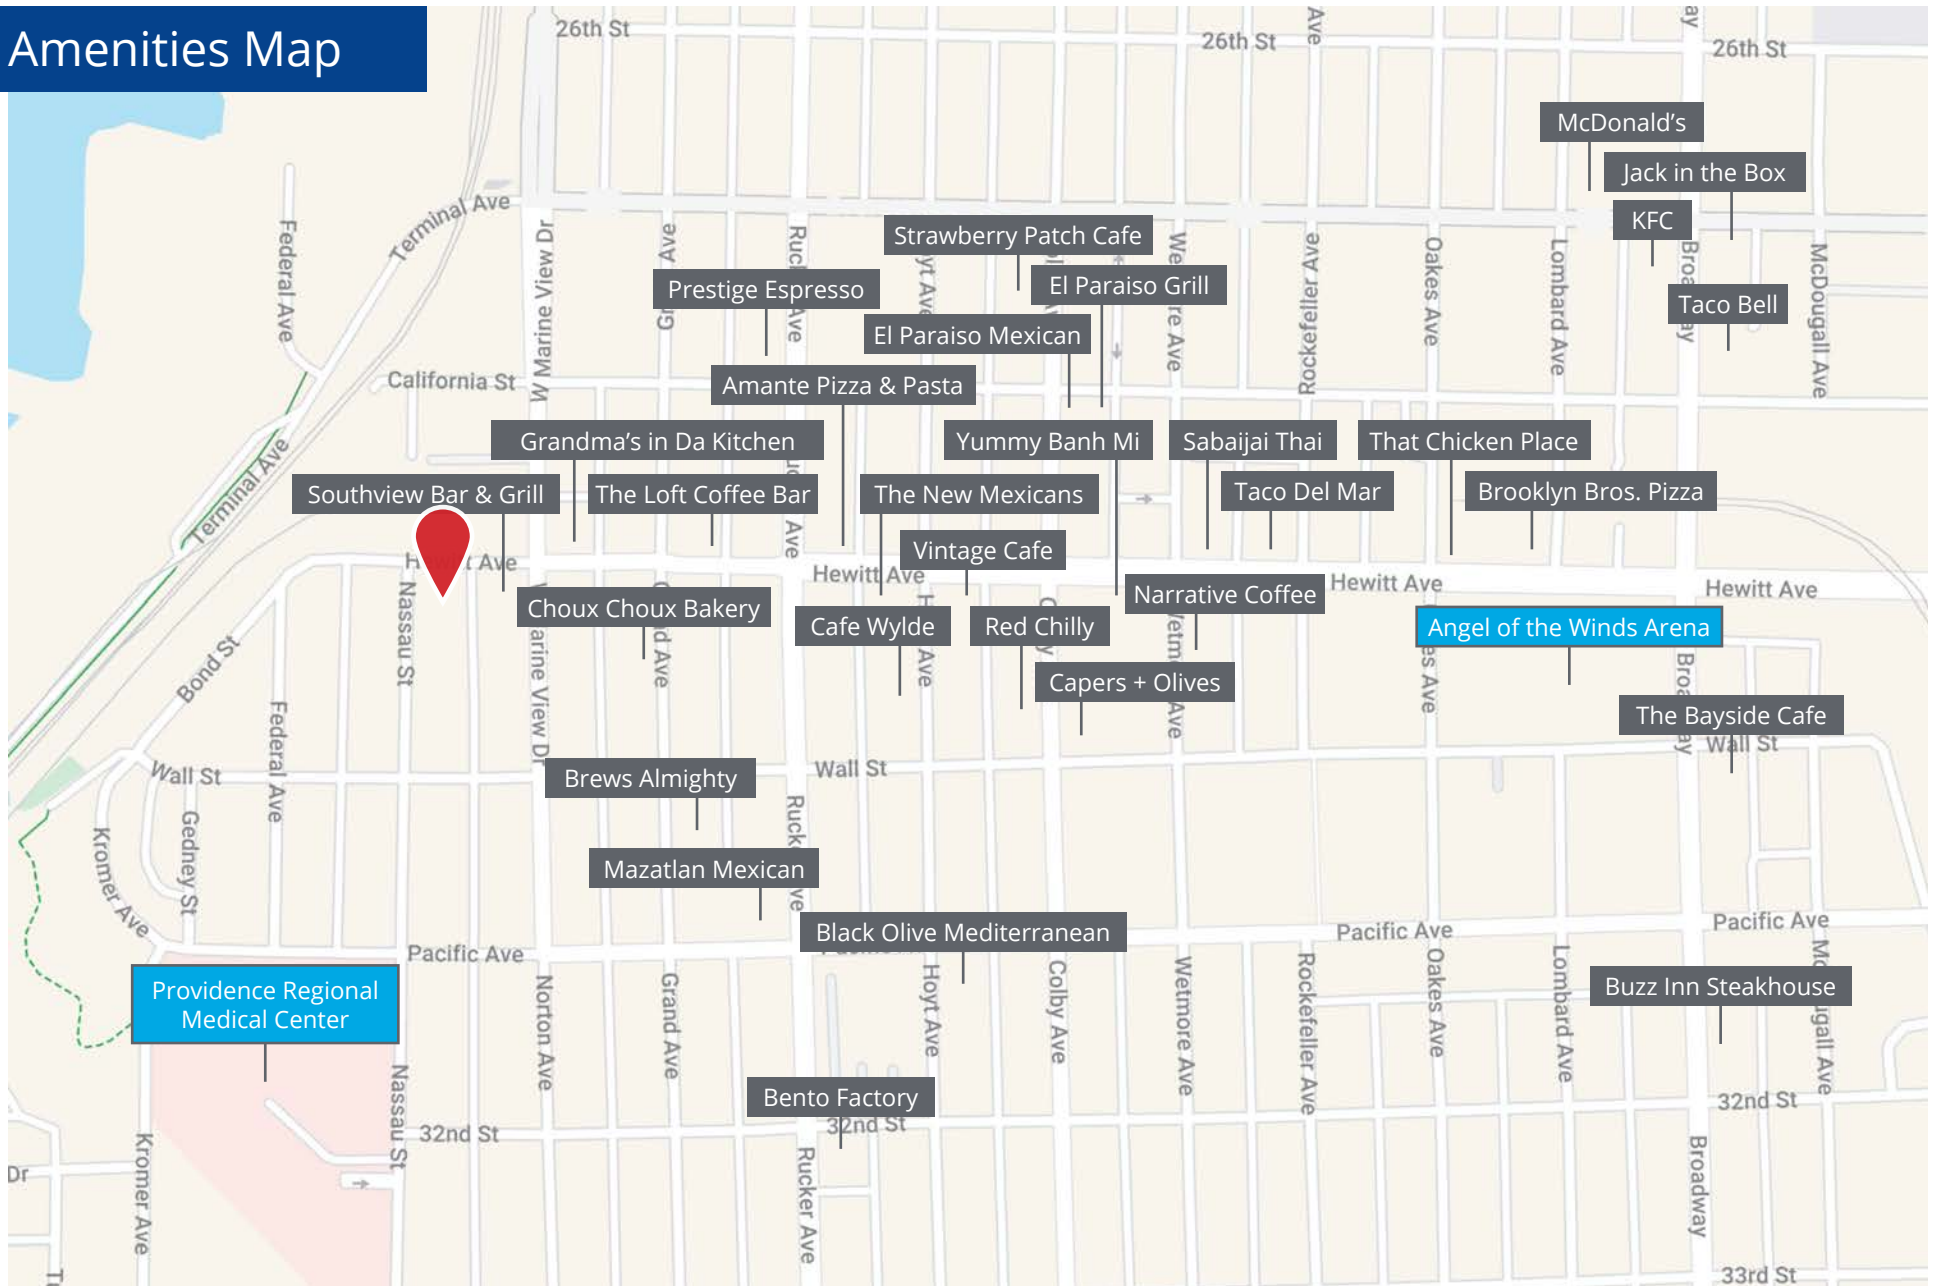 Amenities Map
26th St
26th St
26th St
Ave
McDonald's
Jack in the Box
KFC
Taco Bell
Terminal Ave
Federal Ave
W Marine View Dr
Strawberry Patch Cafe
El Paraiso Grill
Prestige Espresso
El Paraiso Mexican
Rockefeller Ave
Oakes Ave
Lombard Ave
McDougall Ave
California St
Amante Pizza & Pasta
Grandma's in Da Kitchen
Yummy Banh Mi
Sabaijai Thai
That Chicken Place
Terminal Ave
Southview Bar & Grill
The Loft Coffee Bar
The New Mexicans
Taco Del Mar
Brooklyn Bros. Pizza
Vintage Cafe
Hewitt Ave
Hewitt Ave
Hewitt Ave
Narrative Coffee
Choux Choux Bakery
Cafe Wylde
Red Chilly
Angel of the Winds Arena
Nassau St
Bond St
Capers + Olives
The Bayside Cafe
Federal Ave
Wall St
Wall St
Wall St
Brews Almighty
Gedney St
Kromer Ave
Mazatlan Mexican
Black Olive Mediterranean
Pacific Ave
Pacific Ave
Pacific Ave
Providence Regional
Medical Center
Norton Ave
Grand Ave
Hoyt Ave
Colby Ave
Wetmore Ave
Rockefeller Ave
Oakes Ave
Lombard Ave
Buzz Inn Steakhouse
Bento Factory
Nassau St
32nd St
32nd St
32nd St
Dr
Kromer Ave
Rucker Ave
Broadway
33rd St